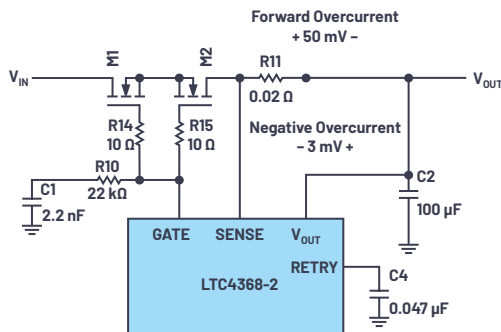 Forward Overcurrent
+ 50 mV –
M1
M2
R11
V_IN
V_OUT
0.02 Ω
R14
10 Ω
R15
10 Ω
Negative Overcurrent
– 3 mV +
R10
22 kΩ
C1
2.2 nF
C2
100 µF
GATE
SENSE
V_OUT
RETRY
LTC4368-2
C4
0.047 µF